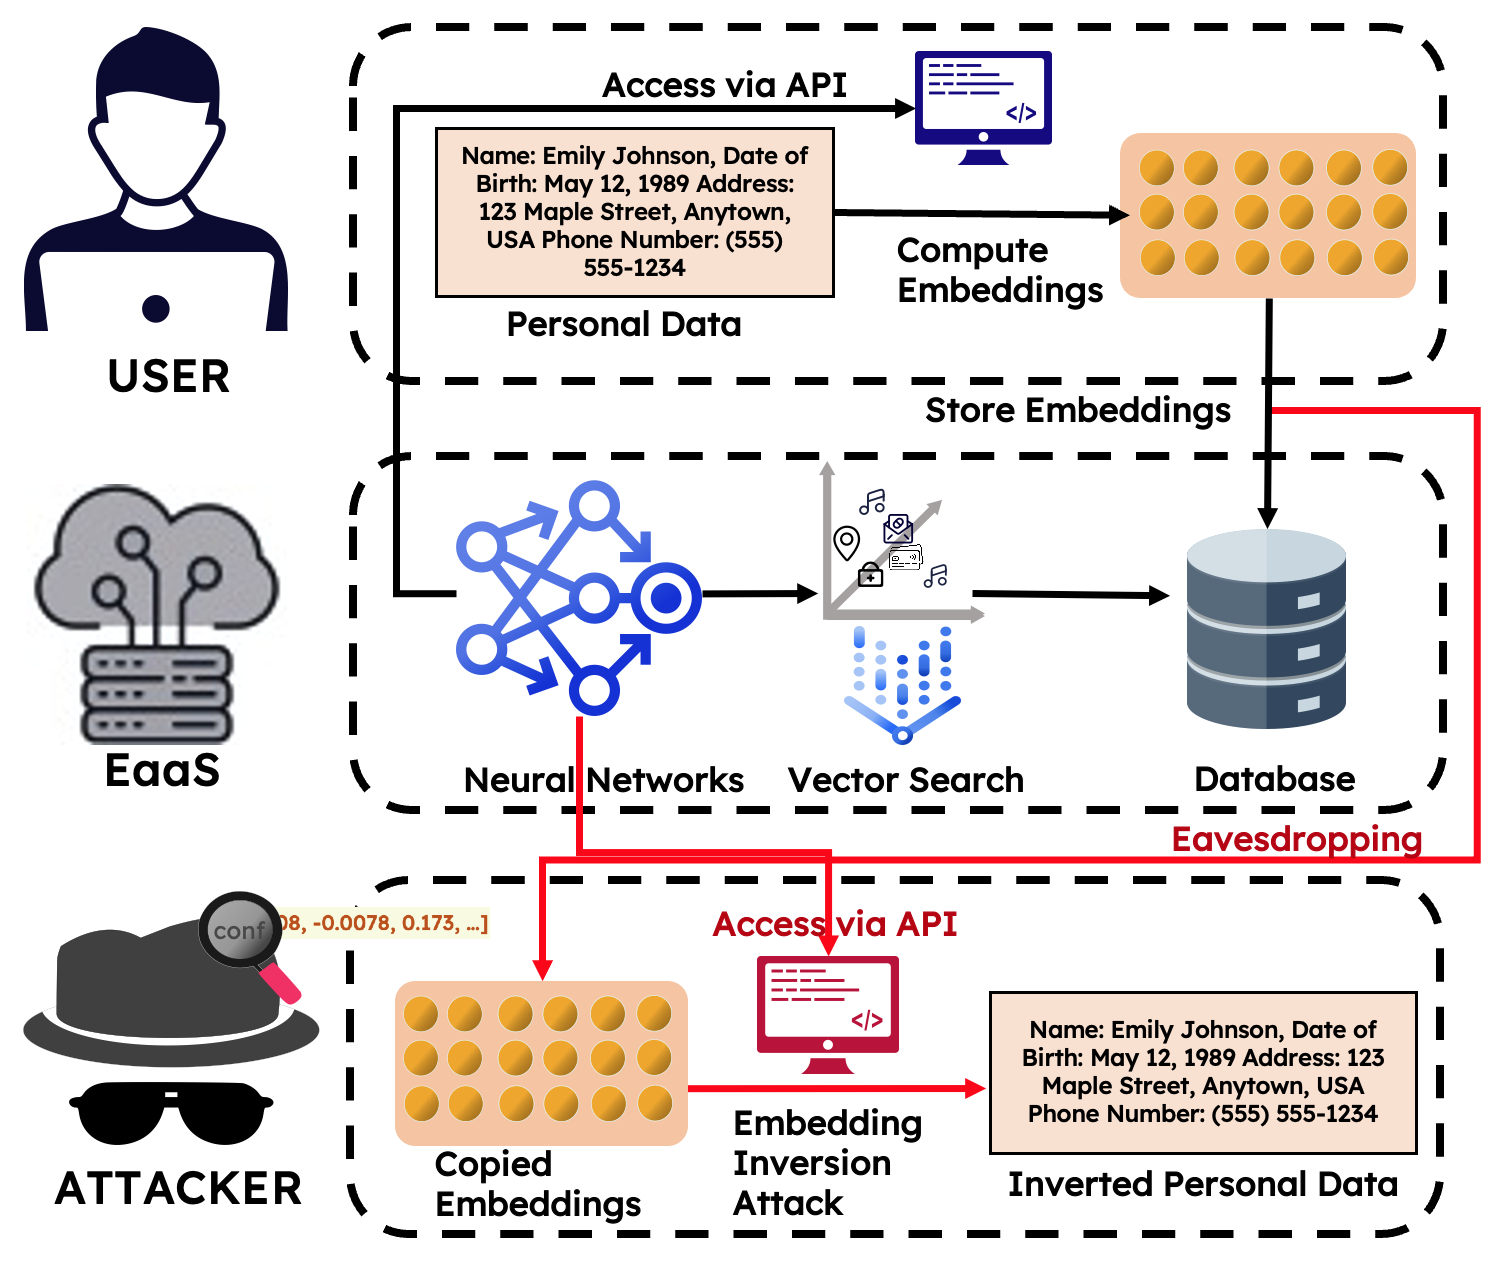 Access via API
</>
Name: Emily Johnson, Date of
Birth: May 12, 1989 Address:
123 Maple Street, Anytown,
USA Phone Number: (555)
555-1234
Compute
Embeddings
Personal Data
USER
Store Embeddings
EaaS
Neural Networks
Vector Search
Database
Eavesdropping
conf
08, -0.0078, 0.173, ...]
Access via API
</>
Name: Emily Johnson, Date of
Birth: May 12, 1989 Address: 123
Maple Street, Anytown, USA
Phone Number: (555) 555-1234
ATTACKER
Copied
Embeddings
Embedding
Inversion
Attack
Inverted Personal Data